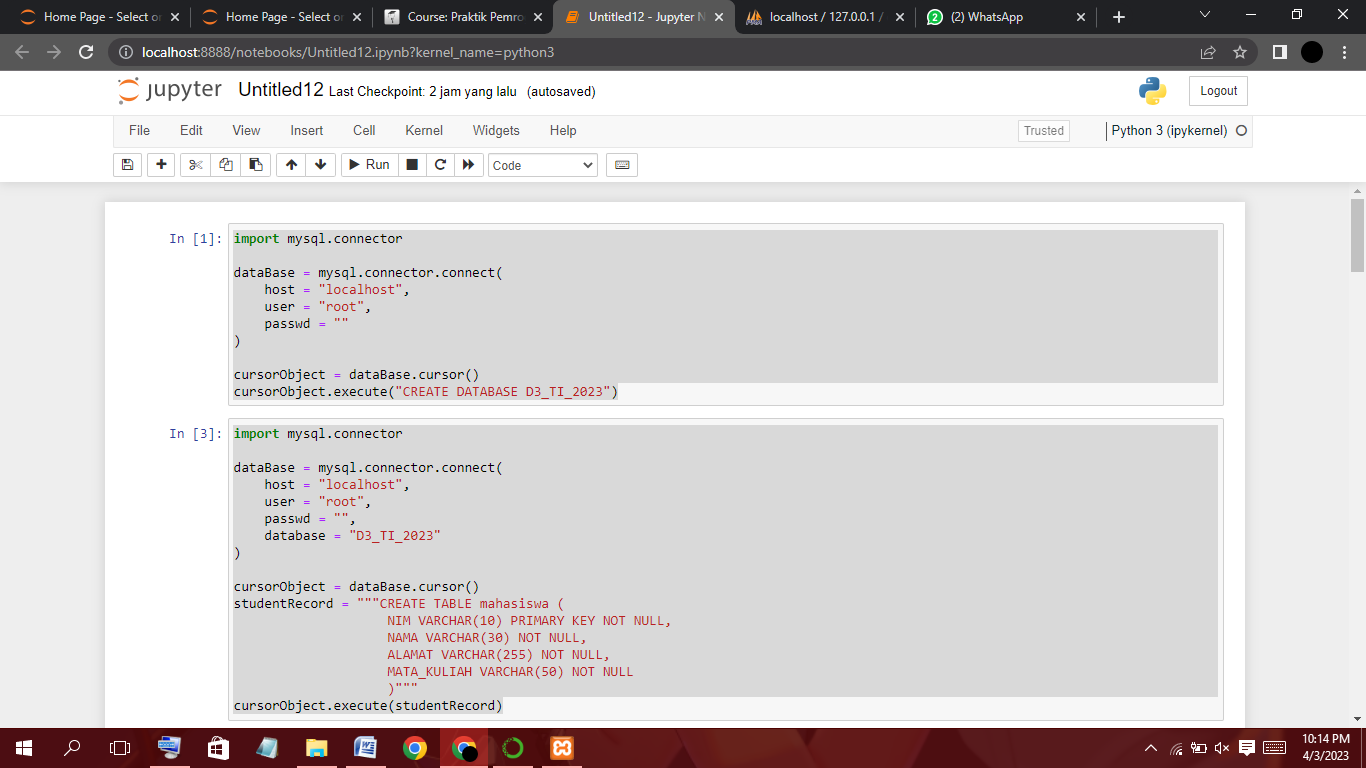 Home Page - Select or
Home Page - Select or
Course: Praktik Pemro
Untitled12 - Jupyter N
localhost / 127.0.0.1 /
(2) WhatsApp
localhost:8888/notebooks/Untitled12.ipynb?kernel_name=python3
jupyter Untitled12 Last Checkpoint: 2 jam yang lalu (autosaved)
Logout
File Edit View Insert Cell Kernel Widgets Help
Trusted
Python 3 (ipykernel)
Run
Code
In [1]:
import mysql.connector
dataBase = mysql.connector.connect(
host = "localhost",
user = "root",
passwd = ""
)
cursorObject = dataBase.cursor()
cursorObject.execute("CREATE DATABASE D3_TI_2023")
In [3]:
import mysql.connector
dataBase = mysql.connector.connect(
host = "localhost",
user = "root",
passwd = "",
database = "D3_TI_2023"
)
cursorObject = dataBase.cursor()
studentRecord = """CREATE TABLE mahasiswa (
NIM VARCHAR(10) PRIMARY KEY NOT NULL,
NAMA VARCHAR(30) NOT NULL,
ALAMAT VARCHAR(255) NOT NULL,
MATA_KULIAH VARCHAR(50) NOT NULL
)"""
cursorObject.execute(studentRecord)
10:14 PM
4/3/2023